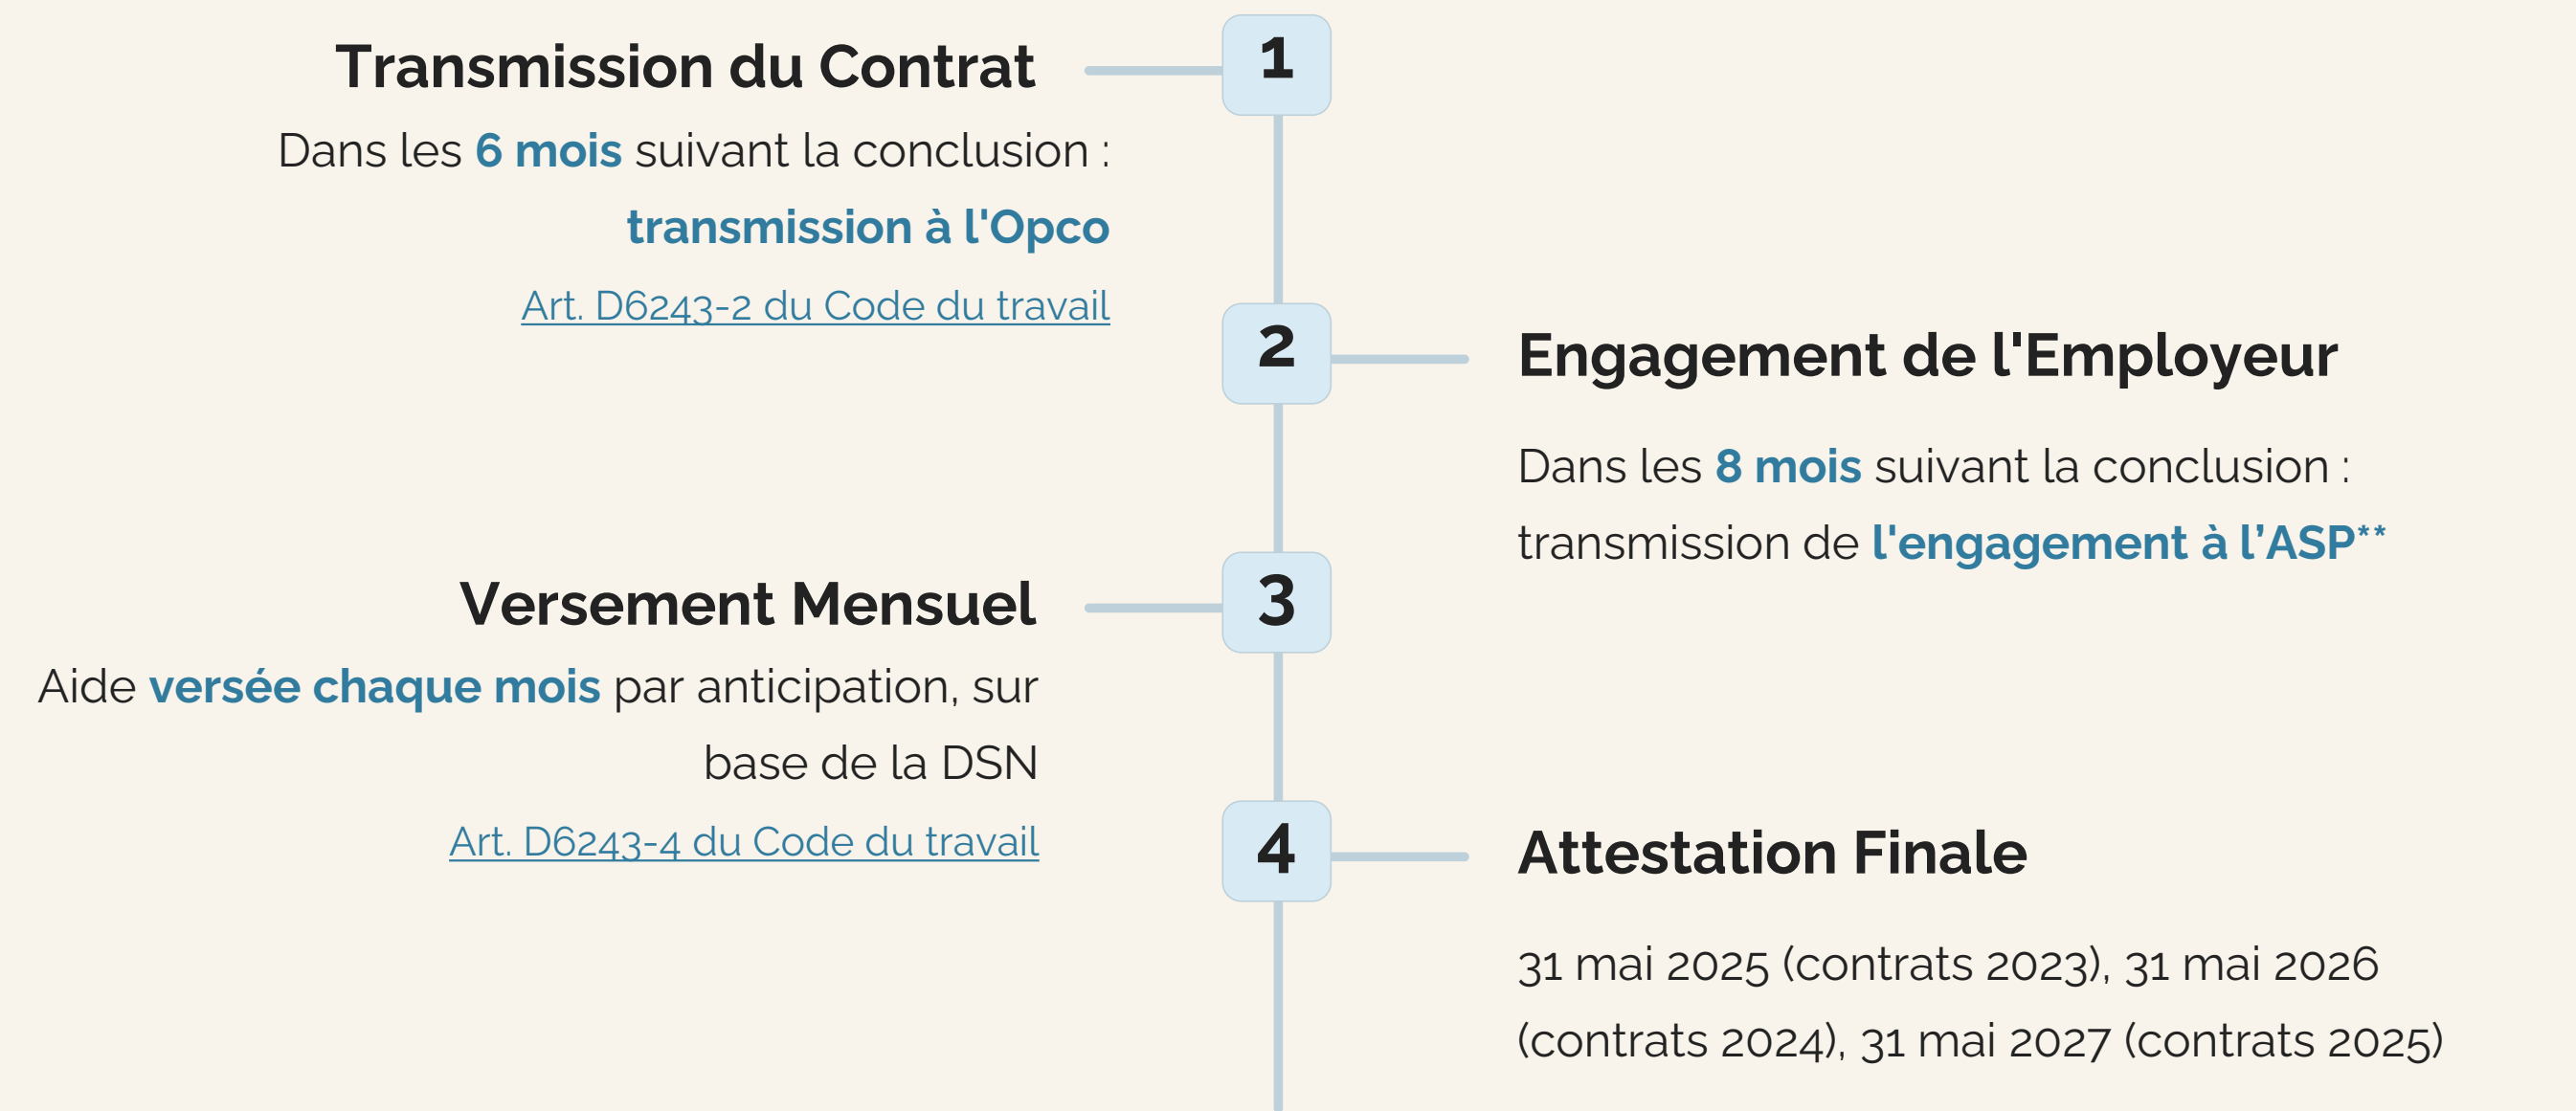 1
Transmission du Contrat
Dans les 6 mois suivant la conclusion :
transmission à l'Opco
Art. D6243-2 du Code du travail
2
Engagement de l'Employeur
Dans les 8 mois suivant la conclusion :
transmission de l'engagement à l’ASP**
3
Versement Mensuel
Aide versée chaque mois par anticipation, sur
base de la DSN
Art. D6243-4 du Code du travail
4
Attestation Finale
31 mai 2025 (contrats 2023), 31 mai 2026
(contrats 2024), 31 mai 2027 (contrats 2025)